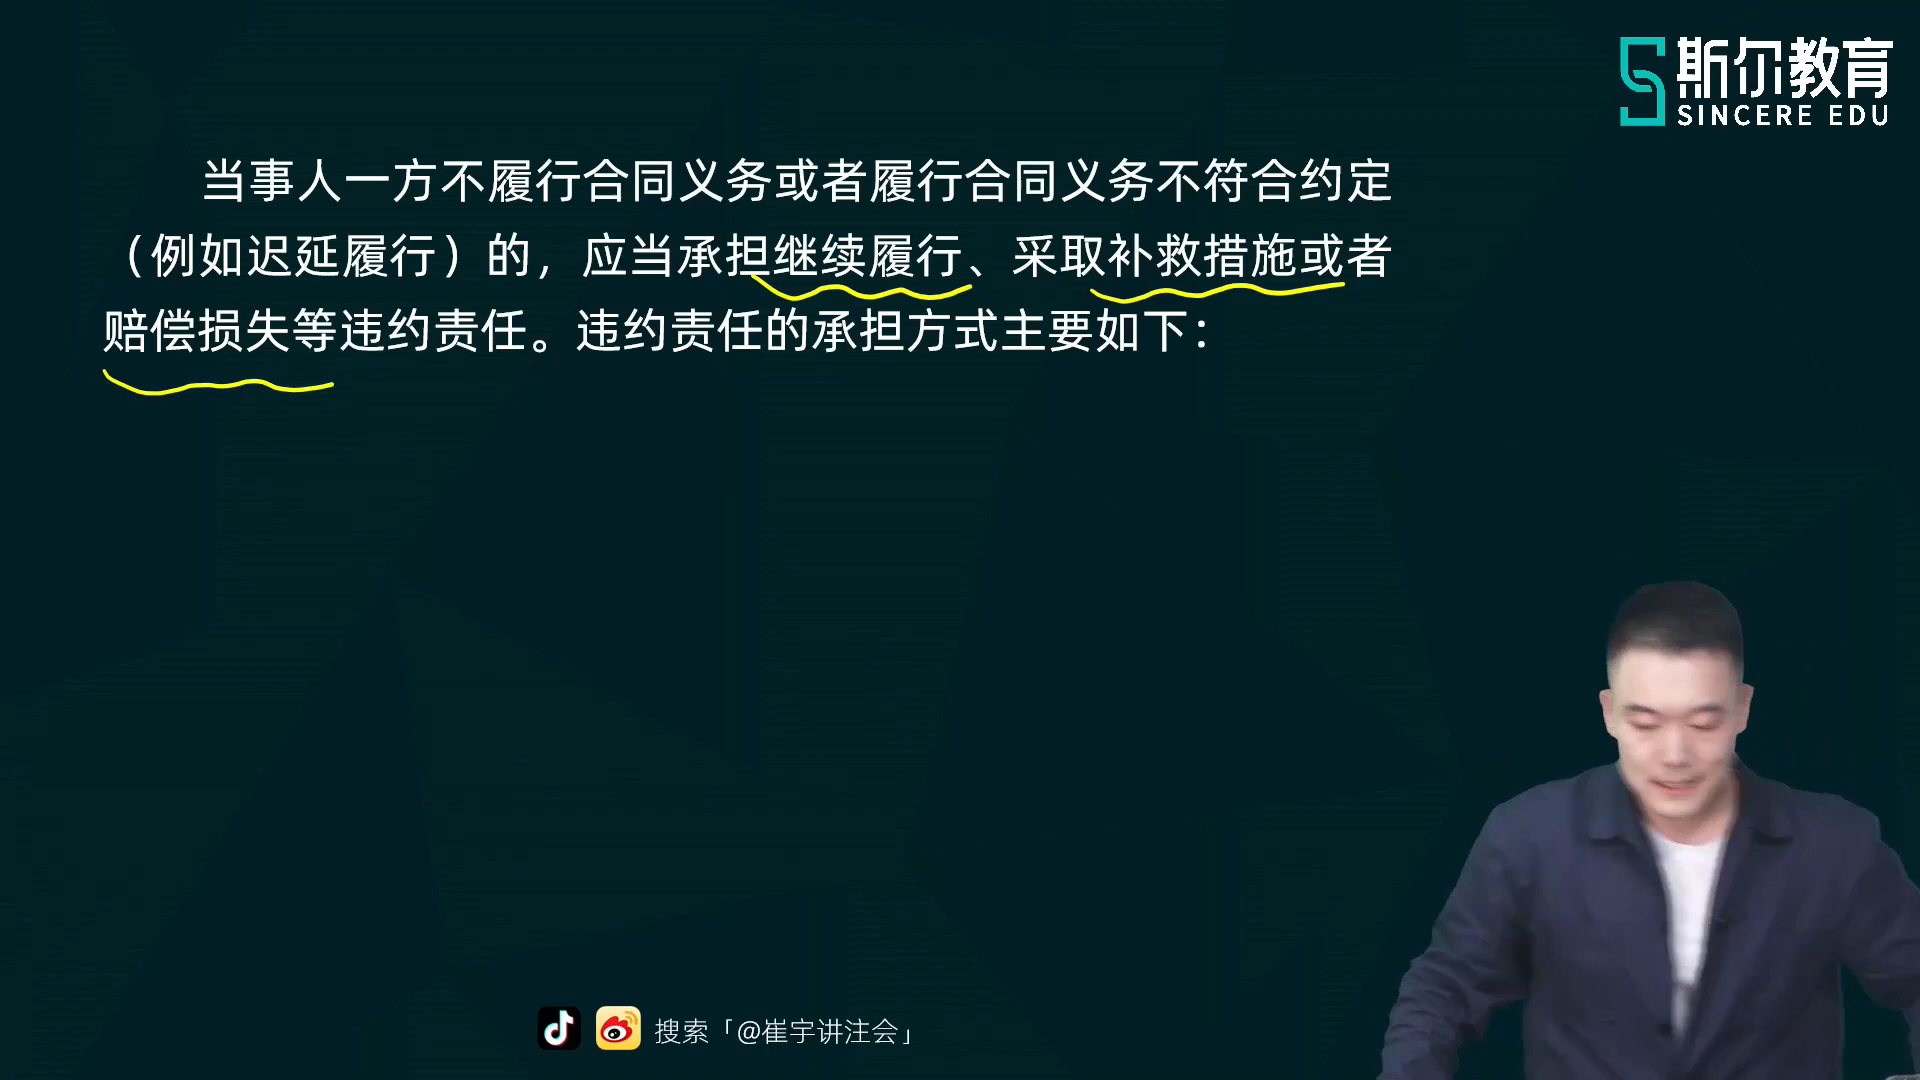 斯尔教育
SINCERE EDU
当事人一方不履行合同义务或者履行合同义务不符合约定
（例如迟延履行）的，应当承担继续履行、采取补救措施或者
赔偿损失等违约责任。违约责任的承担方式主要如下：
搜索「@崔宇讲注会」